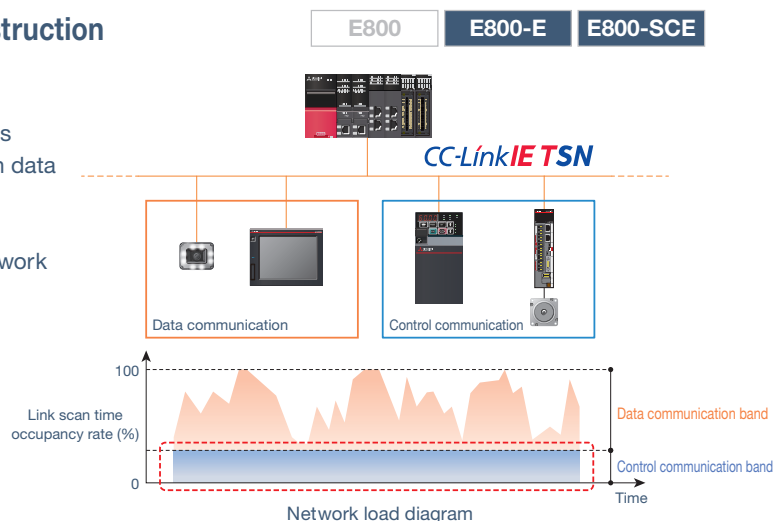 struction
E800
E800-E
E800-SCE
s
n data
work
CC-Link IE TSN
Data communication
Control communication
100
Link scan time
occupancy rate (%)
0
Data communication band
Control communication band
Time
Network load diagram